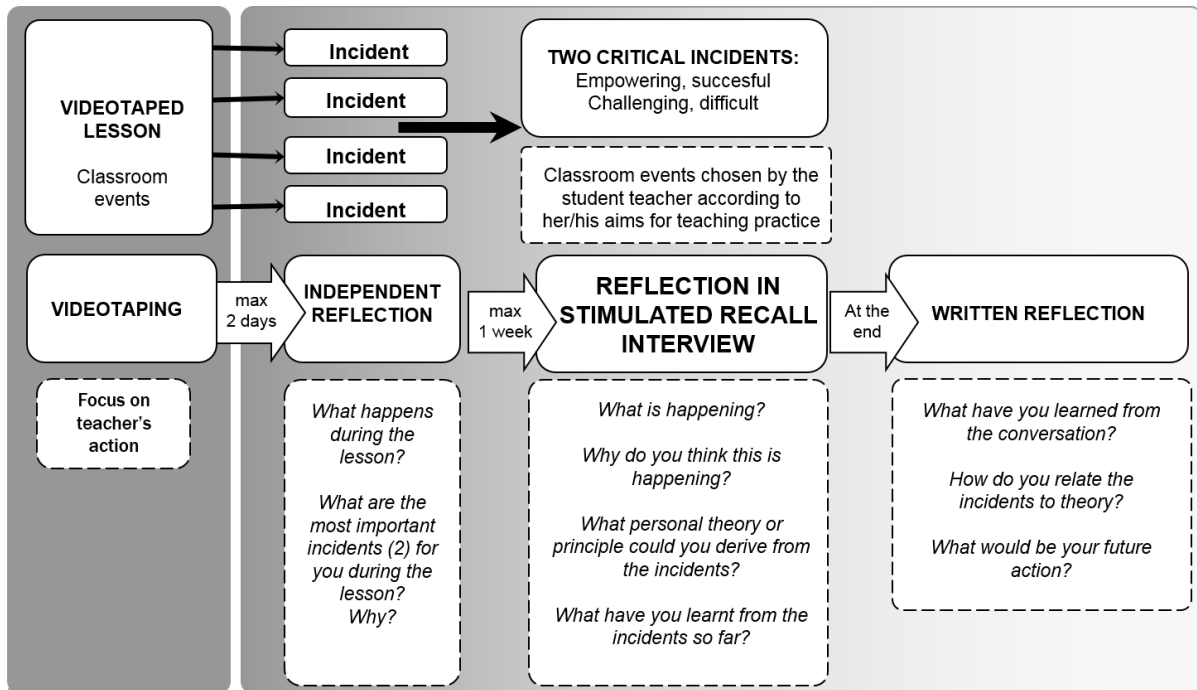 VIDEOTAPED
LESSON
Classroom
events
Incident
Incident
Incident
Incident
TWO CRITICAL INCIDENTS:
Empowering, succesful
Challenging, difficult
Classroom events chosen by the
student teacher according to
her/his aims for teaching practice
VIDEOTAPING
max
2 days
INDEPENDENT
REFLECTION
max
1 week
REFLECTION IN
STIMULATED RECALL
INTERVIEW
At the
end
WRITTEN REFLECTION
Focus on
teacher's
action
What happens
during the
lesson?
What are the
most important
incidents (2) for
you during the
lesson?
Why?
What is happening?
Why do you think this is
happening?
What personal theory or
principle could you derive from
the incidents?
What have you learnt from the
incidents so far?
What have you learned from
the conversation?
How do you relate the
incidents to theory?
What would be your future
action?